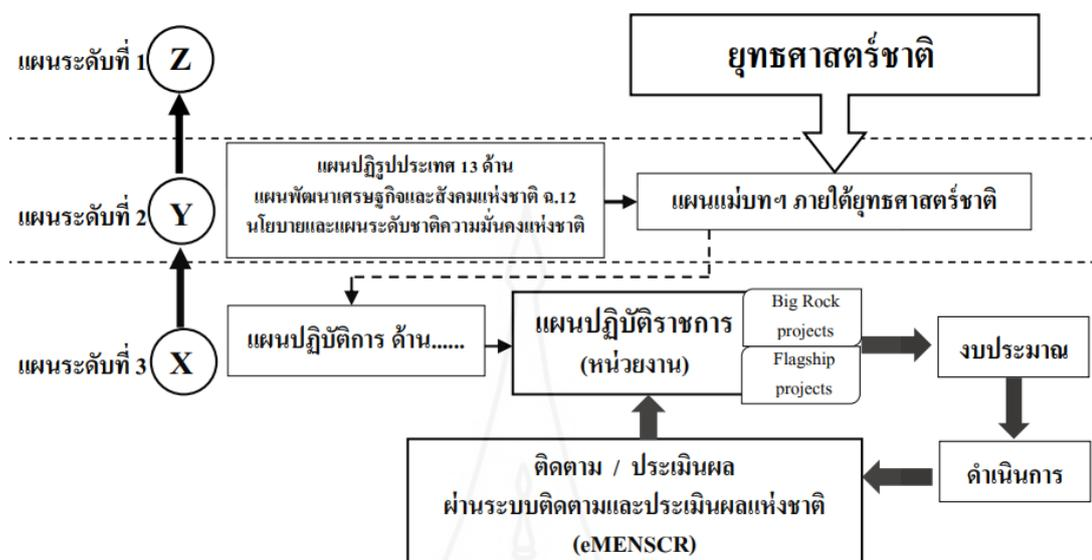 แผนระดับที่ 1
Z
ยุทธศาสตร์ชาติ
แผนระดับที่ 2
Y
แผนปฏิรูปประเทศ 13 ด้าน
แผนพัฒนาเศรษฐกิจและสังคมแห่งชาติ ฉ.12
นโยบายและแผนระดับชาติความมั่นคงแห่งชาติ
แผนแม่บทฯ ภายใต้ยุทธศาสตร์ชาติ
แผนระดับที่ 3
X
แผนปฏิบัติการ ด้าน......
แผนปฏิบัติราชการ
(หน่วยงาน)
Big Rock
projects
Flagship
projects
งบประมาณ
ดำเนินการ
ติดตาม / ประเมินผล
ผ่านระบบติดตามและประเมินผลแห่งชาติ
(eMENSCR)